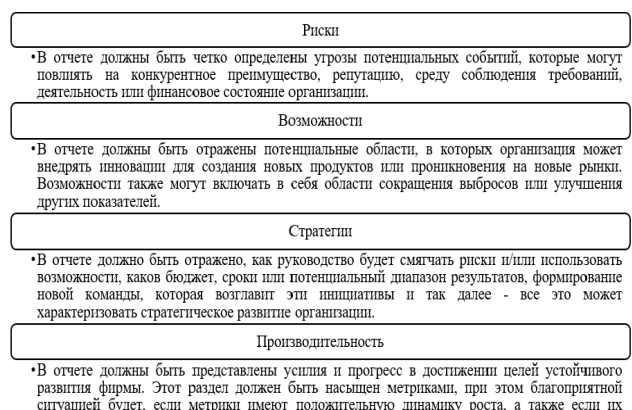 Риски
•В отчете должны быть четко определены угрозы потенциальных событий, которые могут
повлиять на конкурентное преимущество, репутацию, среду соблюдения требований,
деятельность или финансовое состояние организации.
Возможности
•В отчете должны быть отражены потенциальные области, в которых организация может
внедрять инновации для создания новых продуктов или проникновения на новые рынки.
Возможности также могут включать в себя области сокращения выбросов или улучшения
других показателей.
Стратегии
•В отчете должно быть отражено, как руководство будет смягчать риски и/или использовать
возможности, каков бюджет, сроки или потенциальный диапазон результатов, формирование
новой команды, которая возглавит эти инициативы и так далее - все это может
характеризовать стратегическое развитие организации.
Производительность
•В отчете должны быть представлены усилия и прогресс в достижении целей устойчивого
развития фирмы. Этот раздел должен быть насыщен метриками, при этом благоприятной
ситуацией будет, если метрики имеют положительную динамику роста, а также если их